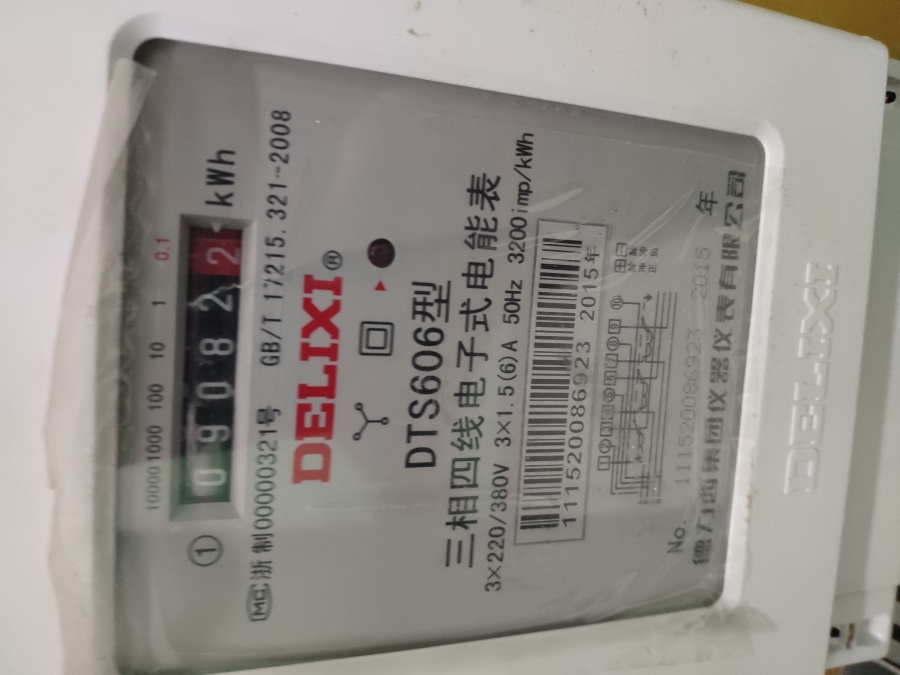 10000 1000 100 10 1 0.1
① 0 9 0 8 2 2 kWh
MC 浙制00000321号 GB/T 17215.321-2008
DELIXI®
DTS606型
三相四线电子式电能表
3×220/380V 3×1.5(6)A 50Hz 3200imp/kWh
111520086923 2015年
No. 111520086923 2015 年
德力西集团仪器仪表有限公司
DELIXI